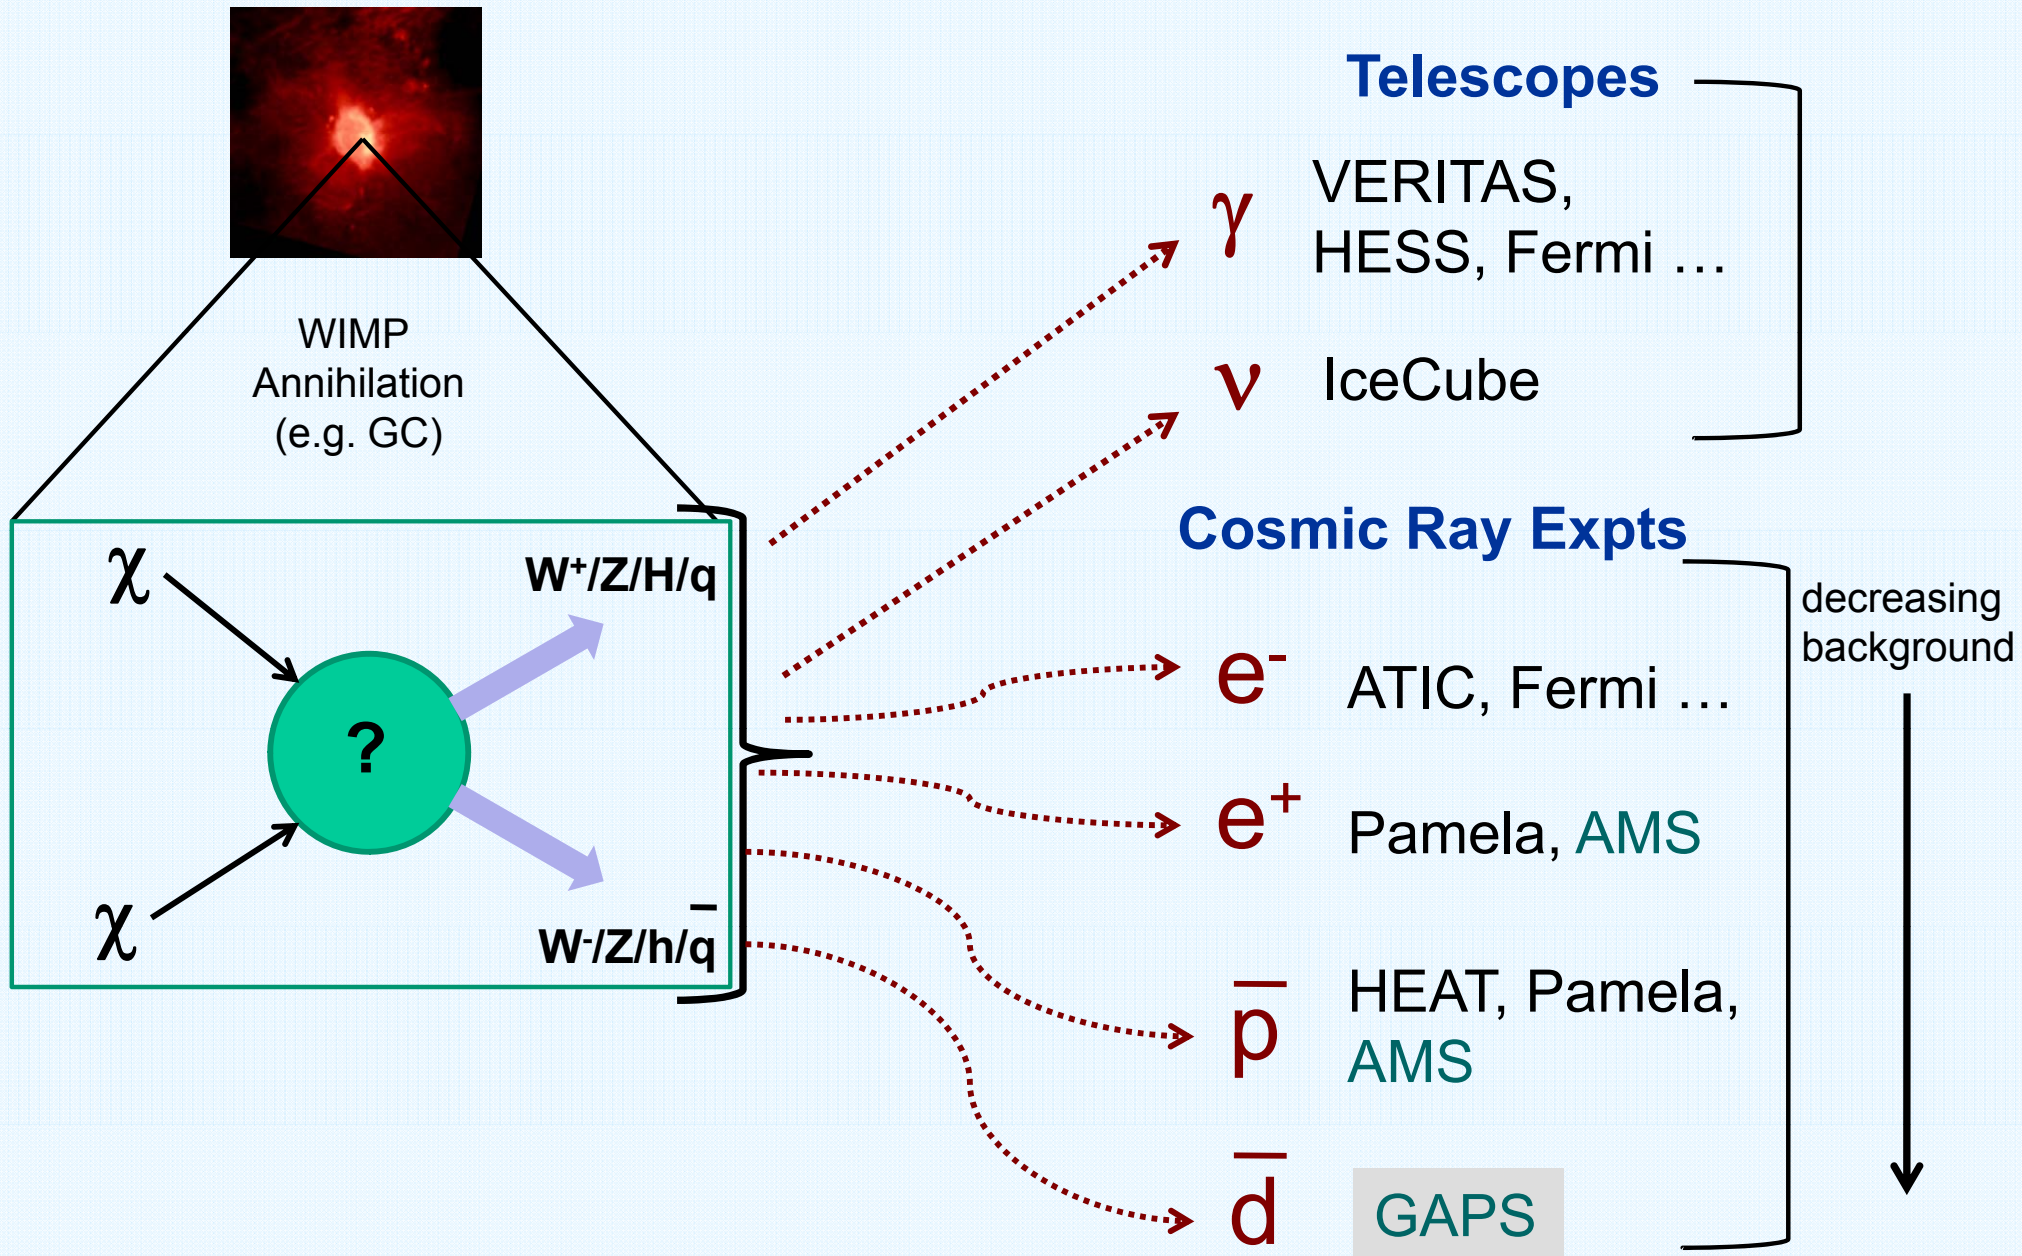 WIMP
Annihilation
(e.g. GC)
χ
W⁺/Z/H/q
?
χ
W⁻/Z/h/q̅
Telescopes
γ VERITAS,
HESS, Fermi …
ν IceCube
Cosmic Ray Expts
decreasing
background
e⁻ ATIC, Fermi …
e⁺ Pamela, AMS
p̅ HEAT, Pamela,
AMS
d̅ GAPS